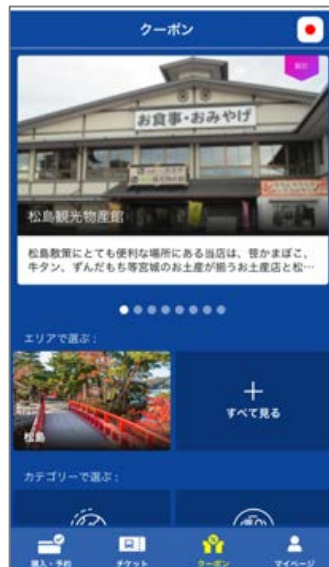 クーポン
お食事・おみやげ
松島観光物産館
松島散策にとても便利な場所にある当店は、笹かまぼこ、
牛タン、ずんだもち等宮城のお土産が揃うお土産店と松…
エリアで選ぶ：
松島
＋
すべて見る
カテゴリーで選ぶ：
購入・予約
チケット
クーポン
マイページ